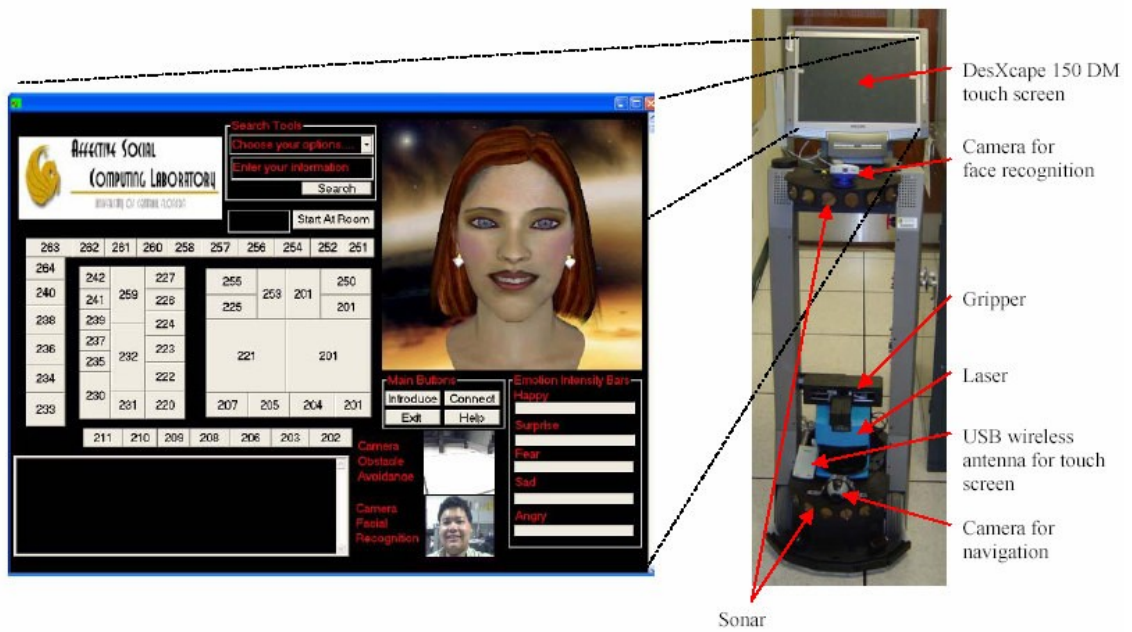 AFFECTIVE SOCIAL
COMPUTING LABORATORY
UNIVERSITY OF CENTRAL FLORIDA
Search Tools
Choose your options....
Enter your information
Search
Start At Room
263 262 261 260 258 257 256 254 252 251
264
240
238
236
234
233
242
241
239
237
235
230
259
232
231
227
226
224
223
222
220
255
225
253
201
250
201
221
201
207 205 204 201
211 210 209 208 206 203 202
Main Buttons
Introduce Connect
Exit Help
Emotion Intensity Bars
Happy
Surprise
Fear
Sad
Angry
Camera
Obstacle
Avoidance
Camera
Facial
Recognition
DesXcape 150 DM
touch screen
Camera for
face recognition
Gripper
Laser
USB wireless
antenna for touch
screen
Camera for
navigation
Sonar